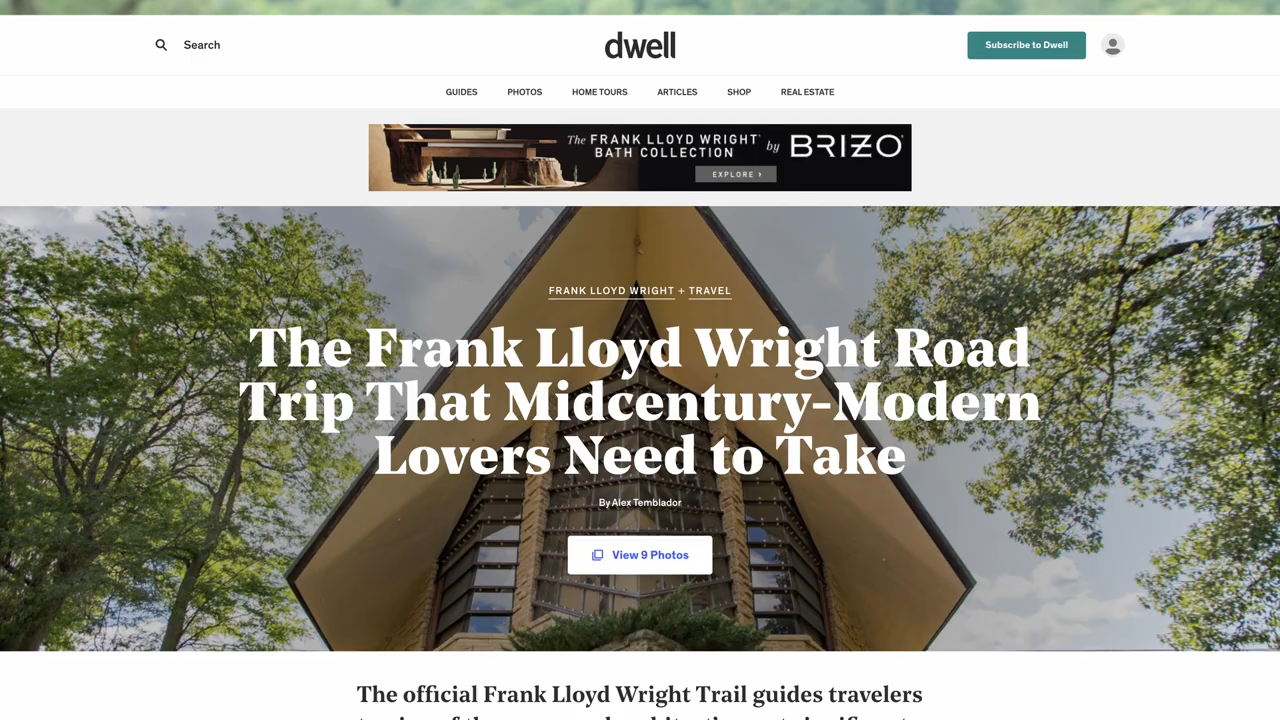 Search
dwell
Subscribe to Dwell
GUIDES PHOTOS HOME TOURS ARTICLES SHOP REAL ESTATE
The FRANK LLOYD WRIGHT® by BRIZO®
BATH COLLECTION
EXPLORE >
FRANK LLOYD WRIGHT + TRAVEL
The Frank Lloyd Wright Road
Trip That Midcentury-Modern
Lovers Need to Take
By Alex Temblador
View 9 Photos
The official Frank Lloyd Wright Trail guides travelers